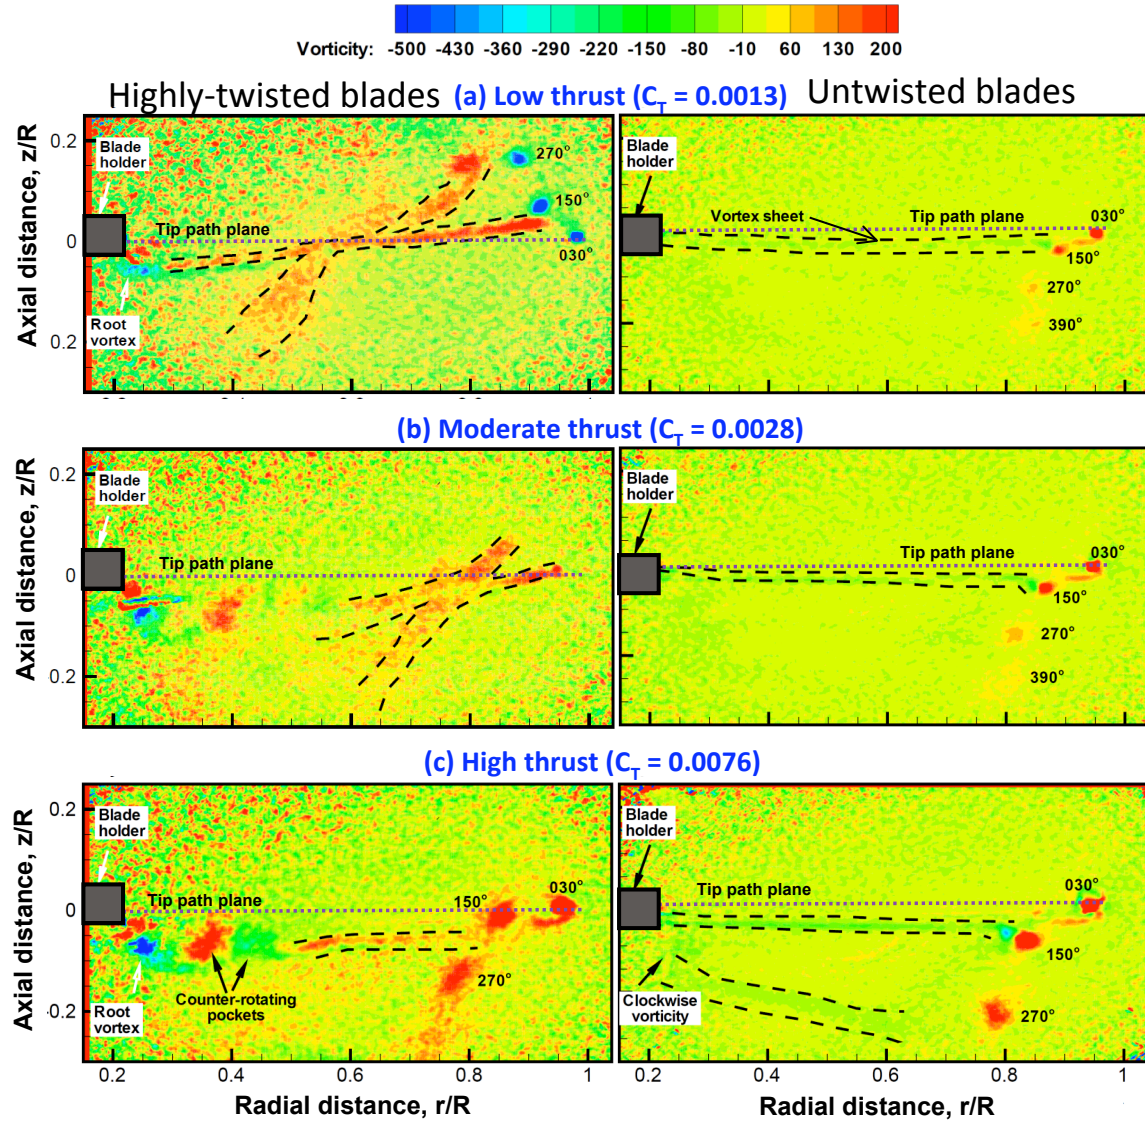 Vorticity: -500 -430 -360 -290 -220 -150 -80 -10 60 130 200
Highly-twisted blades (a) Low thrust (C_T = 0.0013) Untwisted blades
Axial distance, z/R
0.2
0
0.2
Blade
holder
270°
150°
Tip path plane
030°
Root
vortex
Blade
holder
Vortex sheet
Tip path plane
030°
150°
270°
390°
(b) Moderate thrust (C_T = 0.0028)
Axial distance, z/R
0.2
0
0.2
Blade
holder
Tip path plane
Blade
holder
Tip path plane
030°
150°
270°
390°
(c) High thrust (C_T = 0.0076)
Axial distance, z/R
0.2
0
-0.2
Blade
holder
Tip path plane
150°
030°
270°
Root
vortex
Counter-rotating
pockets
Blade
holder
Tip path plane
030°
150°
Clockwise
vorticity
270°
0.2 0.4 0.6 0.8 1
0.2 0.4 0.6 0.8 1
Radial distance, r/R
Radial distance, r/R